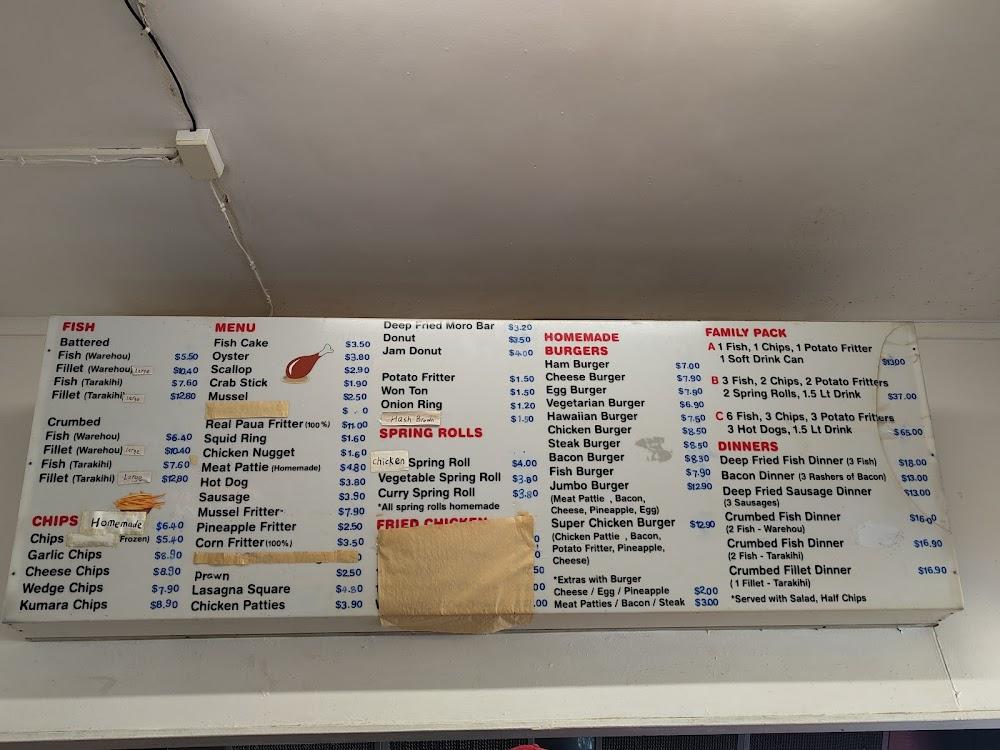 FISH
Battered
Fish (Warehou) $5.50
Fillet (Warehou) Large $10.40
Fish (Tarakihi) $7.60
Fillet (Tarakihi) Large $12.80
Crumbed
Fish (Warehou) $6.40
Fillet (Warehou) Large $10.40
Fish (Tarakihi) $7.60
Fillet (Tarakihi) Large $12.80
CHIPS Homemade $6.40
Chips Frozen) $5.40
Garlic Chips $8.90
Cheese Chips $8.90
Wedge Chips $7.90
Kumara Chips $8.90
MENU
Fish Cake $3.50
Oyster $3.80
Scallop $2.90
Crab Stick $1.90
Mussel $2.50
Real Paua Fritter (100%) $11.00
Squid Ring $1.60
Chicken Nugget $1.60
Meat Pattie (Homemade) $4.80
Hot Dog $3.80
Sausage $3.90
Mussel Fritter $7.90
Pineapple Fritter $2.50
Corn Fritter (100%) $3.50
Prawn $2.50
Lasagna Square $4.80
Chicken Patties $3.90
Deep Fried Moro Bar $3.20
Donut $3.50
Jam Donut $4.00
Potato Fritter $1.50
Won Ton $1.50
Onion Ring $1.20
Hash Brown $1.90
SPRING ROLLS
chicken Spring Roll $4.00
Vegetable Spring Roll $3.80
Curry Spring Roll $3.80
*All spring rolls homemade
FRIED CHICKEN
HOMEMADE
BURGERS
Ham Burger $7.00
Cheese Burger $7.90
Egg Burger $7.90
Vegetarian Burger $6.90
Hawaiian Burger $7.50
Chicken Burger $8.50
Steak Burger $8.50
Bacon Burger $8.30
Fish Burger $7.90
Jumbo Burger $12.90
(Meat Pattie , Bacon,
Cheese, Pineapple, Egg)
Super Chicken Burger $12.90
(Chicken Pattie , Bacon,
Potato Fritter, Pineapple,
Cheese)
*Extras with Burger
Cheese / Egg / Pineapple $2.00
Meat Patties / Bacon / Steak $3.00
FAMILY PACK
A 1 Fish, 1 Chips, 1 Potato Fritter
1 Soft Drink Can $13.00
B 3 Fish, 2 Chips, 2 Potato Fritters
2 Spring Rolls, 1.5 Lt Drink $37.00
C 6 Fish, 3 Chips, 3 Potato Fritters
3 Hot Dogs, 1.5 Lt Drink $65.00
DINNERS
Deep Fried Fish Dinner (3 Fish) $18.00
Bacon Dinner (3 Rashers of Bacon) $13.00
Deep Fried Sausage Dinner $13.00
(3 Sausages)
Crumbed Fish Dinner $16.00
(2 Fish - Warehou)
Crumbed Fish Dinner $16.90
(2 Fish - Tarakihi)
Crumbed Fillet Dinner $16.90
(1 Fillet - Tarakihi)
*Served with Salad, Half Chips